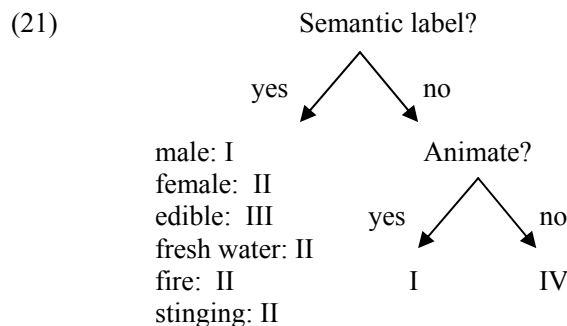 (21) Semantic label?
yes no
male: I Animate?
female: II
edible: III yes no
fresh water: II
fire: II I IV
stinging: II